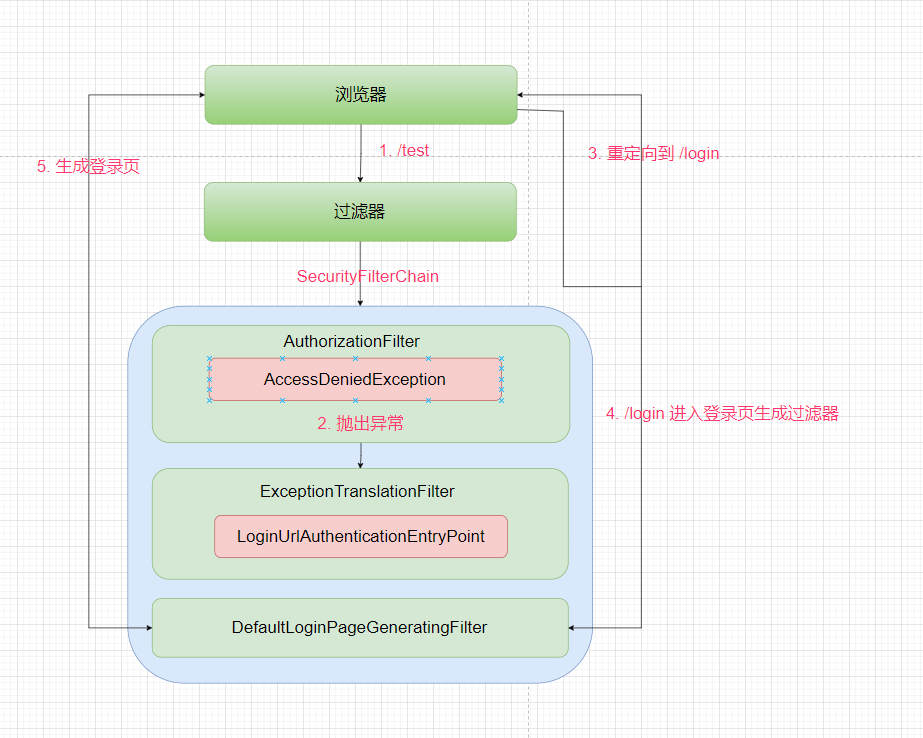 浏览器
1. /test
3. 重定向到 /login
5. 生成登录页
过滤器
SecurityFilterChain
AuthorizationFilter
AccessDeniedException
2. 抛出异常
4. /login 进入登录页生成过滤器
ExceptionTranslationFilter
LoginUrlAuthenticationEntryPoint
DefaultLoginPageGeneratingFilter